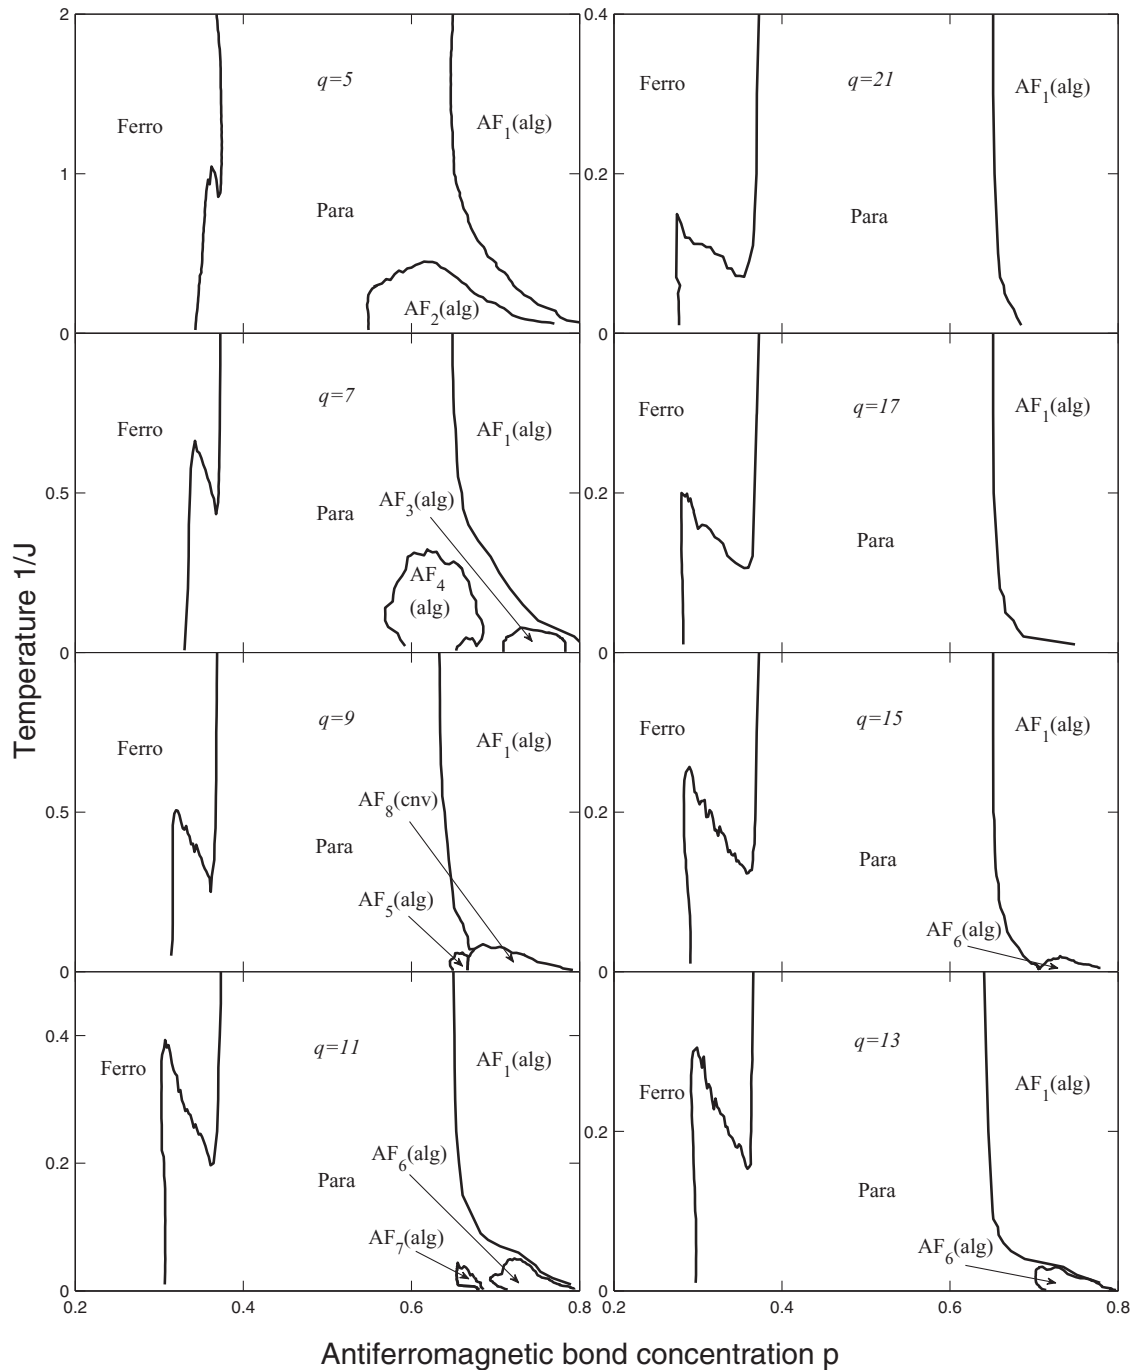 Temperature 1/J
2
1
0
q=5
Ferro
Para
AF1(alg)
AF2(alg)
0.5
0
q=7
Ferro
Para
AF1(alg)
AF3(alg)
AF4
(alg)
0.5
0
q=9
Ferro
Para
AF1(alg)
AF8(cnv)
AF5(alg)
0.4
0.2
0
q=11
Ferro
Para
AF1(alg)
AF6(alg)
AF7(alg)
0.2
0.4
0.6
0.8
0.4
0.2
0
q=21
Ferro
Para
AF1(alg)
0.2
0
q=17
Ferro
Para
AF1(alg)
0.2
0
q=15
Ferro
Para
AF1(alg)
AF6(alg)
0.2
0
q=13
Ferro
Para
AF1(alg)
AF6(alg)
0.2
0.4
0.6
0.8
Antiferromagnetic bond concentration p